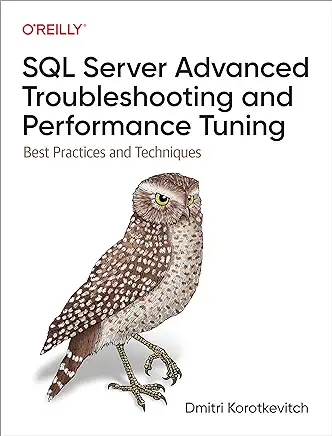 O'REILLY®
SQL Server Advanced
Troubleshooting and
Performance Tuning
Best Practices and Techniques
Dmitri Korotkevitch